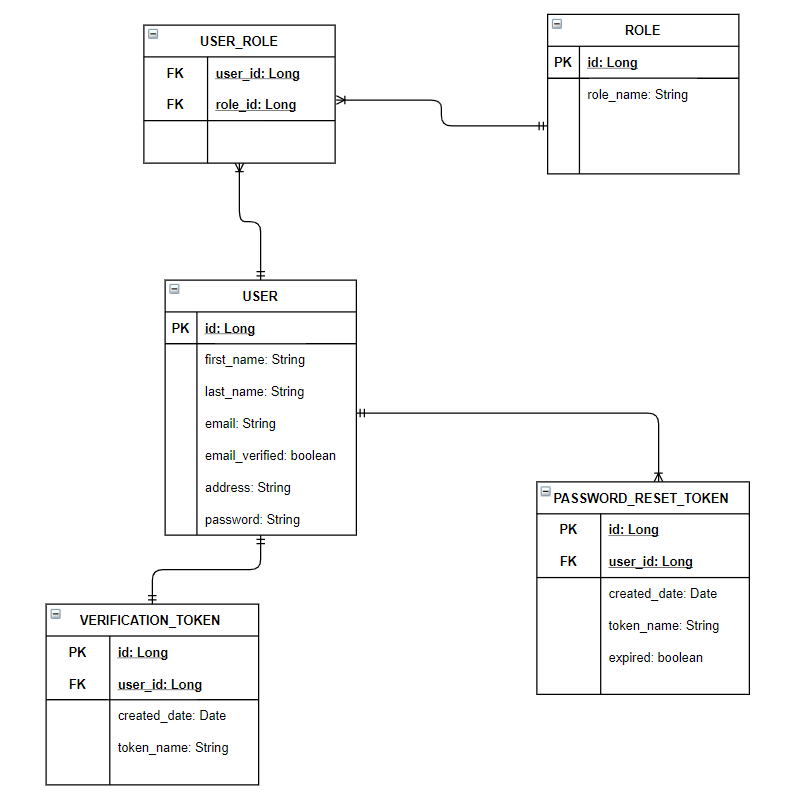 USER_ROLE
FK user_id: Long
FK role_id: Long
ROLE
PK id: Long
role_name: String
USER
PK id: Long
first_name: String
last_name: String
email: String
email_verified: boolean
address: String
password: String
PASSWORD_RESET_TOKEN
PK id: Long
FK user_id: Long
created_date: Date
token_name: String
expired: boolean
VERIFICATION_TOKEN
PK id: Long
FK user_id: Long
created_date: Date
token_name: String